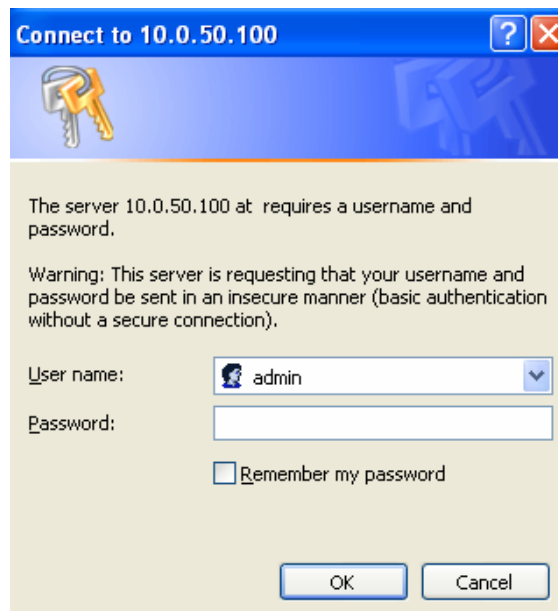 Connect to 10.0.50.100
The server 10.0.50.100 at  requires a username and
password.
Warning: This server is requesting that your username and
password be sent in an insecure manner (basic authentication
without a secure connection).
User name:
admin
Password:
Remember my password
OK
Cancel